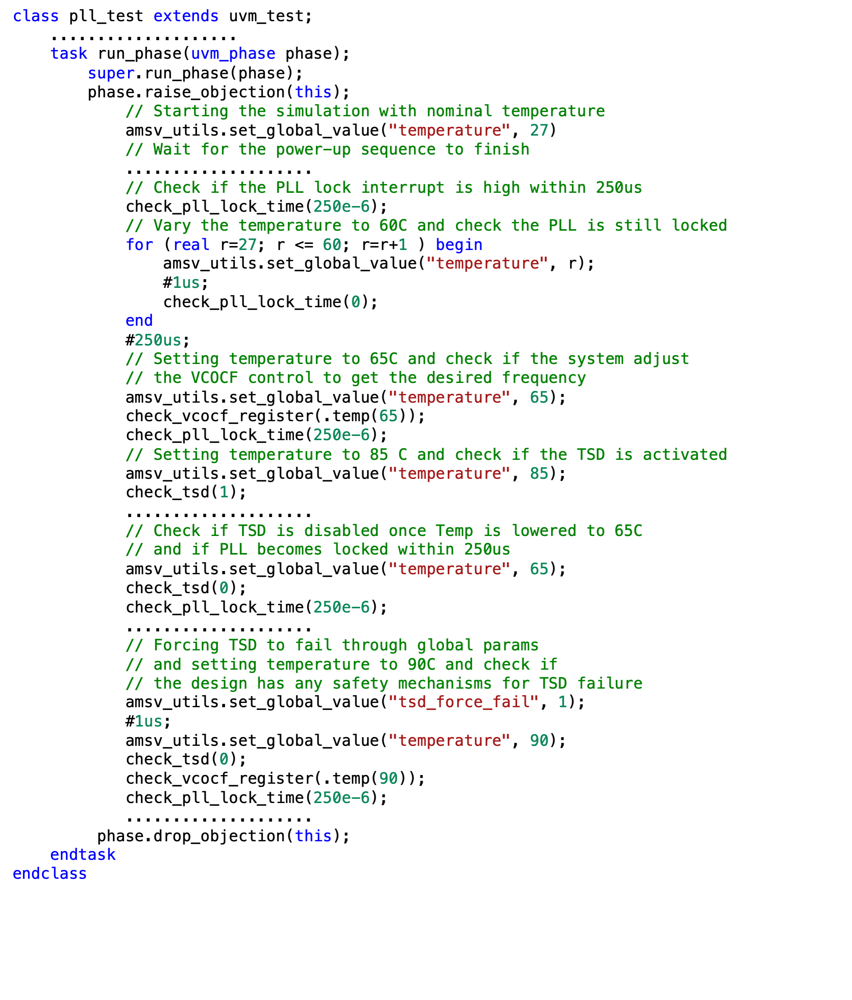 class pll_test extends uvm_test;
....................
task run_phase(uvm_phase phase);
super.run_phase(phase);
phase.raise_objection(this);
// Starting the simulation with nominal temperature
amsv_utils.set_global_value("temperature", 27)
// Wait for the power-up sequence to finish
....................
// Check if the PLL lock interrupt is high within 250us
check_pll_lock_time(250e-6);
// Vary the temperature to 60C and check the PLL is still locked
for (real r=27; r <= 60; r=r+1 ) begin
amsv_utils.set_global_value("temperature", r);
#1us;
check_pll_lock_time(0);
end
#250us;
// Setting temperature to 65C and check if the system adjust
// the VCOCF control to get the desired frequency
amsv_utils.set_global_value("temperature", 65);
check_vcocf_register(.temp(65));
check_pll_lock_time(250e-6);
// Setting temperature to 85 C and check if the TSD is activated
amsv_utils.set_global_value("temperature", 85);
check_tsd(1);
....................
// Check if TSD is disabled once Temp is lowered to 65C
// and if PLL becomes locked within 250us
amsv_utils.set_global_value("temperature", 65);
check_tsd(0);
check_pll_lock_time(250e-6);
....................
// Forcing TSD to fail through global params
// and setting temperature to 90C and check if
// the design has any safety mechanisms for TSD failure
amsv_utils.set_global_value("tsd_force_fail", 1);
#1us;
amsv_utils.set_global_value("temperature", 90);
check_tsd(0);
check_vcocf_register(.temp(90));
check_pll_lock_time(250e-6);
....................
phase.drop_objection(this);
endtask
endclass